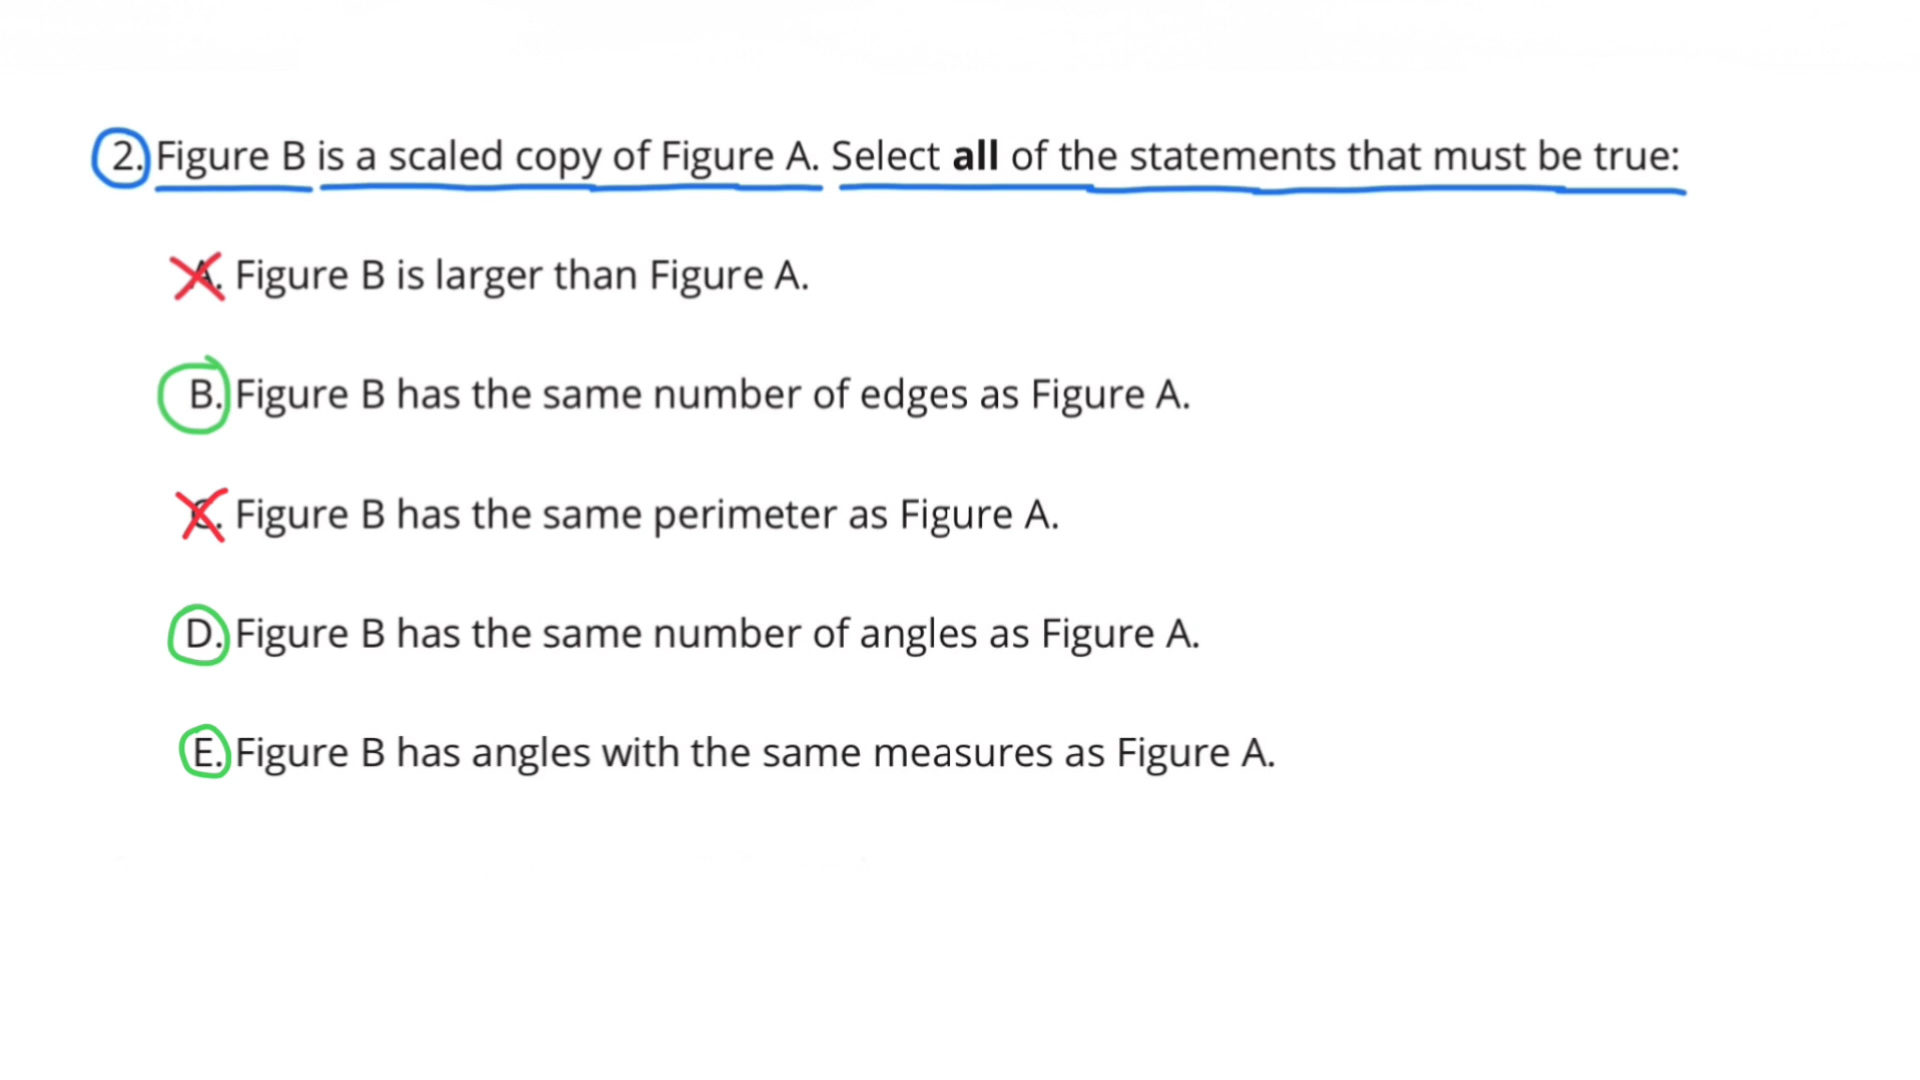 2. Figure B is a scaled copy of Figure A. Select all of the statements that must be true:
A. Figure B is larger than Figure A.
B. Figure B has the same number of edges as Figure A.
C. Figure B has the same perimeter as Figure A.
D. Figure B has the same number of angles as Figure A.
E. Figure B has angles with the same measures as Figure A.